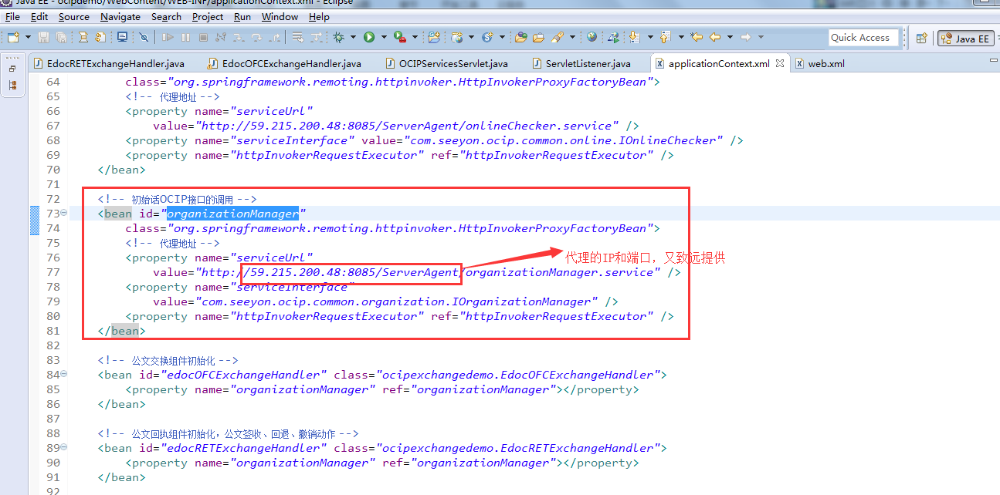 Java EE - ocipdemo/WebContent/WEB-INF/applicationContext.xml - Eclipse
File Edit Source Navigate Search Project Run Window Help
Quick Access Java EE
EdocRETExchangeHandler.java EdocOFCExchangeHandler.java OCIPServicesServlet.java ServletListener.java applicationContext.xml web.xml
64 class="org.springframework.remoting.httpinvoker.HttpInvokerProxyFactoryBean">
65 <!-- 代理地址 -->
66 <property name="serviceUrl"
67 value="http://59.215.200.48:8085/ServerAgent/onlineChecker.service" />
68 <property name="serviceInterface" value="com.seeyon.ocip.common.online.IOnlineChecker" />
69 <property name="httpInvokerRequestExecutor" ref="httpInvokerRequestExecutor" />
70 </bean>
71
72 <!-- 初始话OCIP接口的调用 -->
73 <bean id="organizationManager"
74 class="org.springframework.remoting.httpinvoker.HttpInvokerProxyFactoryBean">
75 <!-- 代理地址 -->
76 <property name="serviceUrl"
代理的IP和端口，又致远提供
77 value="http://59.215.200.48:8085/ServerAgent/organizationManager.service" />
78 <property name="serviceInterface"
79 value="com.seeyon.ocip.common.organization.IOrganizationManager" />
80 <property name="httpInvokerRequestExecutor" ref="httpInvokerRequestExecutor" />
81 </bean>
82
83 <!-- 公文交换组件初始化 -->
84 <bean id="edocOFCExchangeHandler" class="ocipexchangedemo.EdocOFCExchangeHandler">
85 <property name="organizationManager" ref="organizationManager"></property>
86 </bean>
87
88 <!-- 公文回执组件初始化，公文签收、回退、撤销动作 -->
89 <bean id="edocRETExchangeHandler" class="ocipexchangedemo.EdocRETExchangeHandler">
90 <property name="organizationManager" ref="organizationManager"></property>
91 </bean>
92